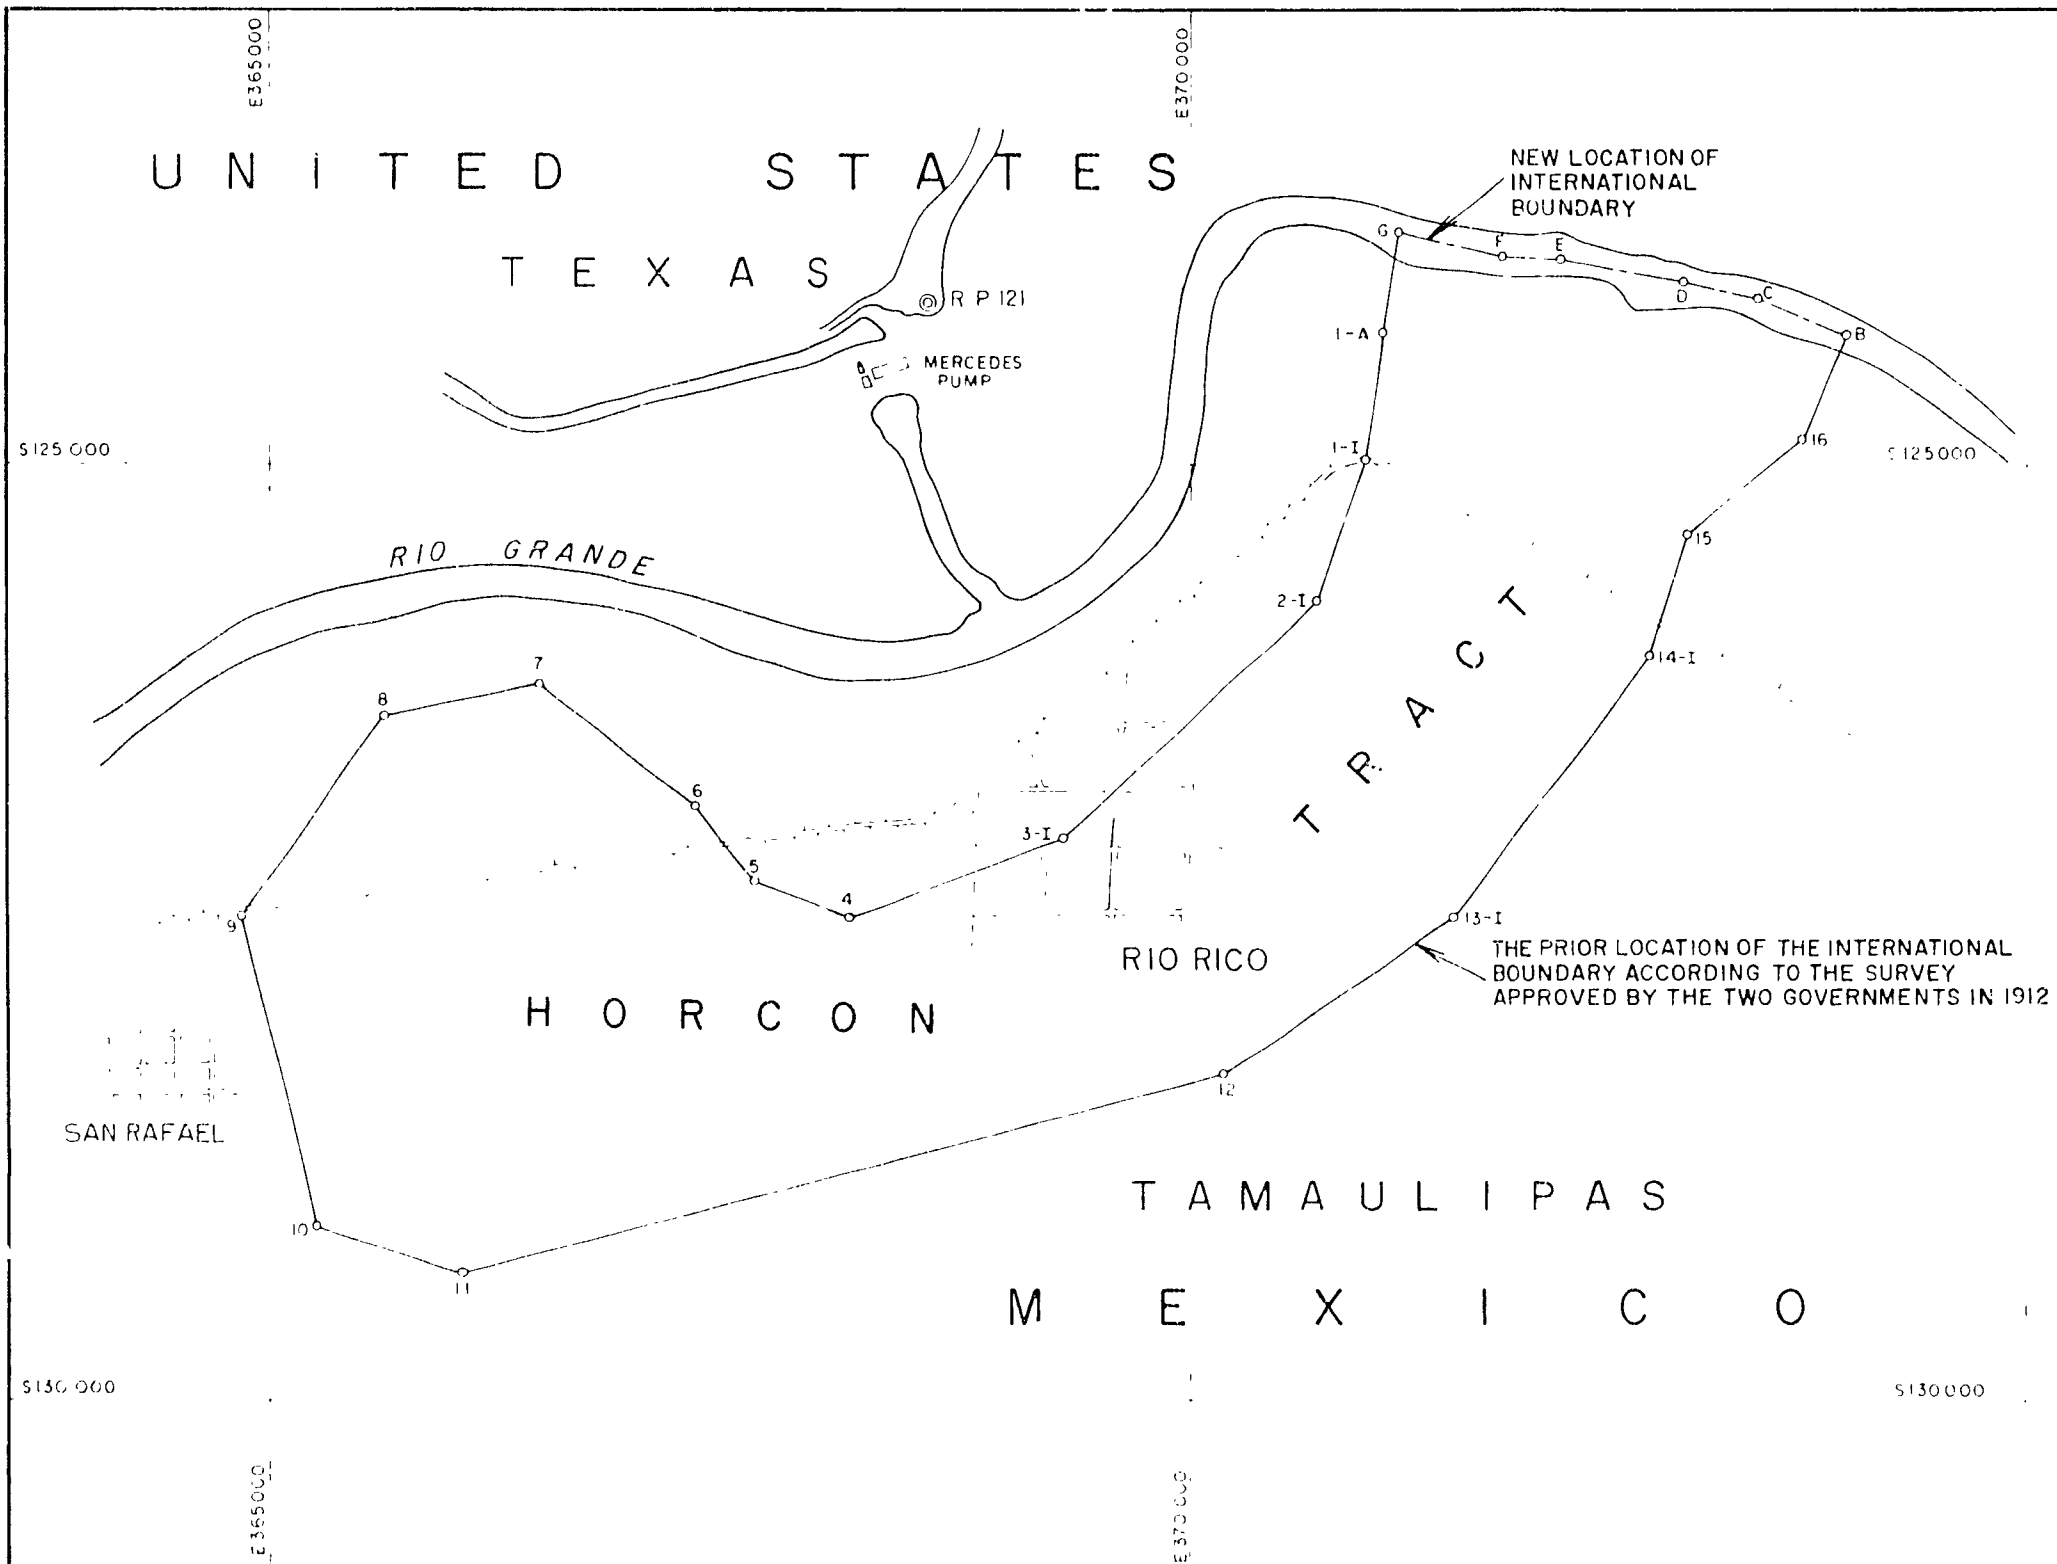 E365000
E370000
UNITED STATES
TEXAS
NEW LOCATION OF
INTERNATIONAL
BOUNDARY
G
F
E
D
C
B
R P 121
MERCEDES
PUMP
1-A
S125000
1-I
16
S125000
15
RIO GRANDE
2-I
14-I
7
8
6
5
4
3-I
TRACT
9
13-I
RIO RICO
THE PRIOR LOCATION OF THE INTERNATIONAL
BOUNDARY ACCORDING TO THE SURVEY
APPROVED BY THE TWO GOVERNMENTS IN 1912
HORCON
12
SAN RAFAEL
TAMAULIPAS
10
11
MEXICO
S130000
S130000
E365000
E370000